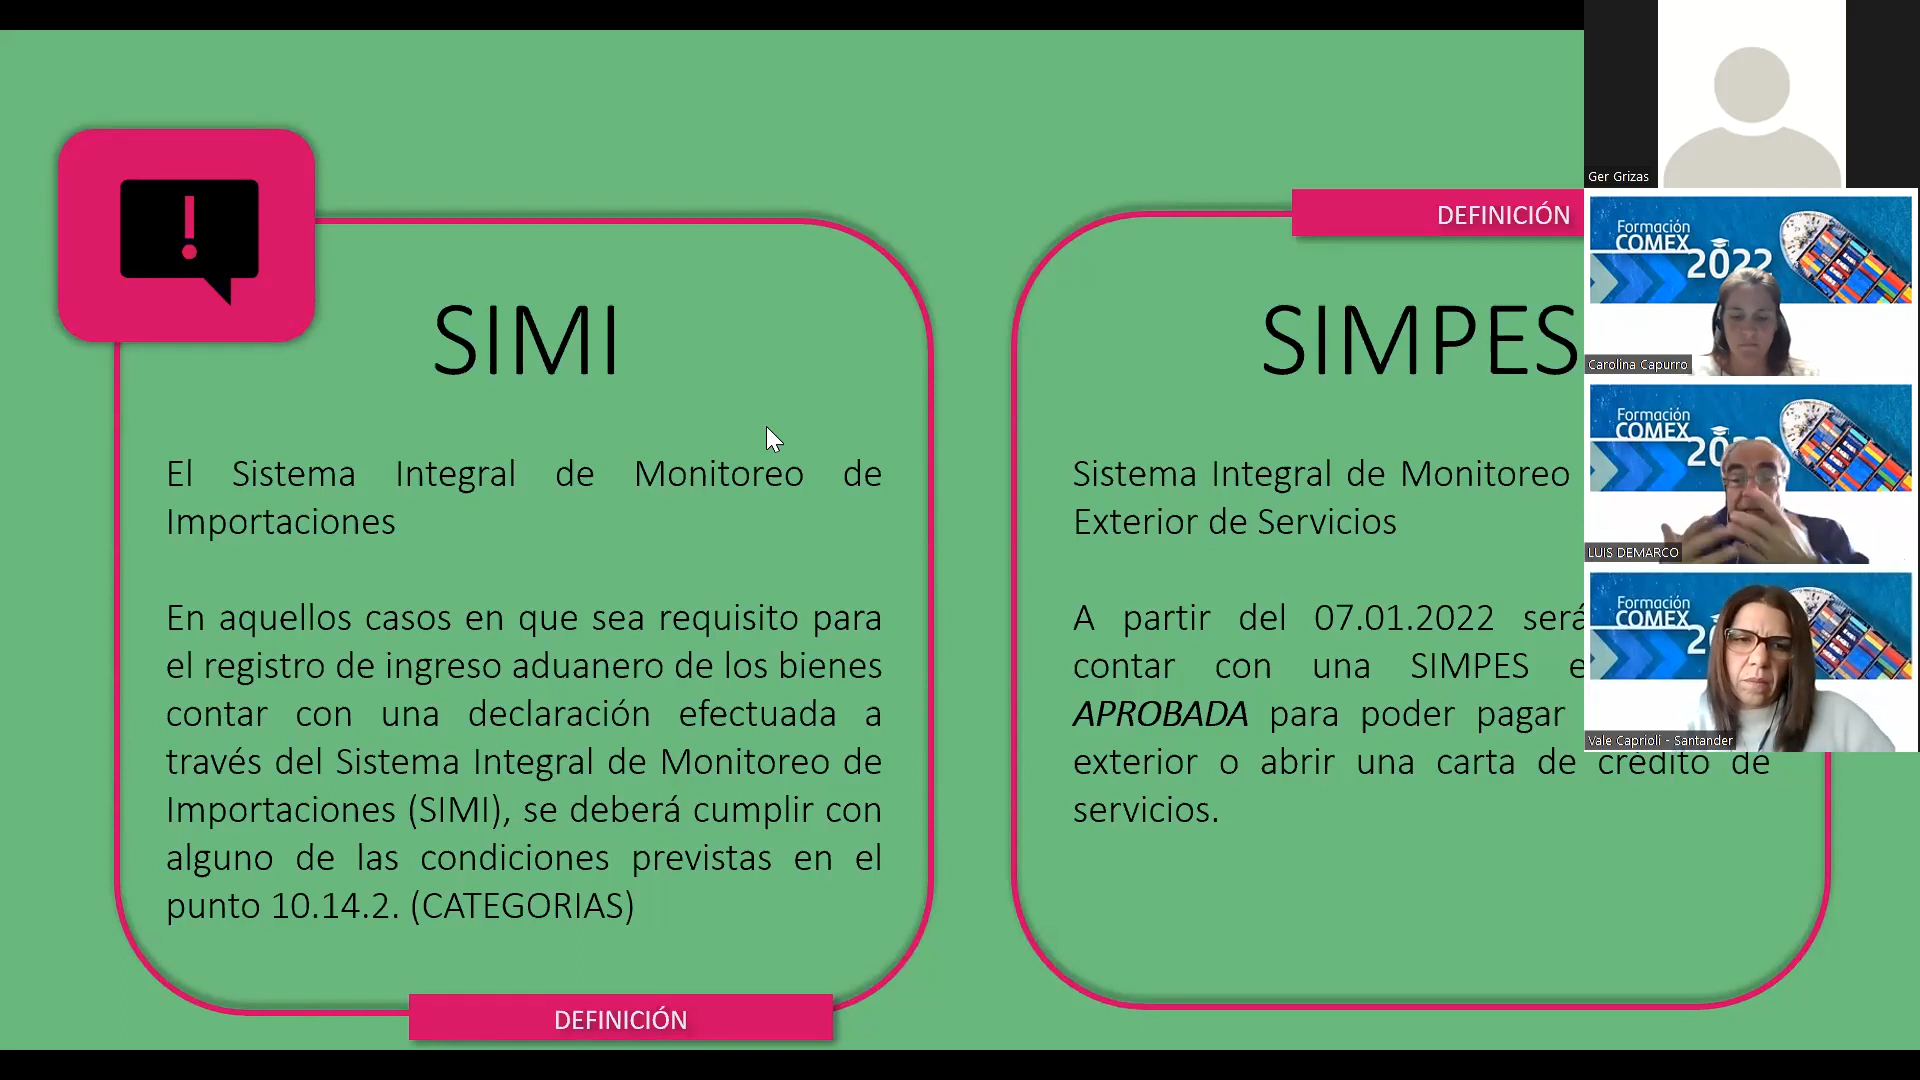 SIMI
El Sistema Integral de Monitoreo de
Importaciones
En aquellos casos en que sea requisito para
el registro de ingreso aduanero de los bienes
contar con una declaración efectuada a
través del Sistema Integral de Monitoreo de
Importaciones (SIMI), se deberá cumplir con
alguno de las condiciones previstas en el
punto 10.14.2. (CATEGORIAS)
DEFINICIÓN
DEFINICIÓN
SIMPES
Sistema Integral de Monitoreo
Exterior de Servicios
A partir del 07.01.2022 será
contar con una SIMPES
APROBADA para poder pagar
exterior o abrir una carta de crédito de
servicios.
Ger Grizas
Formación
COMEX
2022
Carolina Capurro
Formación
COMEX
LUIS DEMARCO
Formación
COMEX
Vale Caprioli - Santander